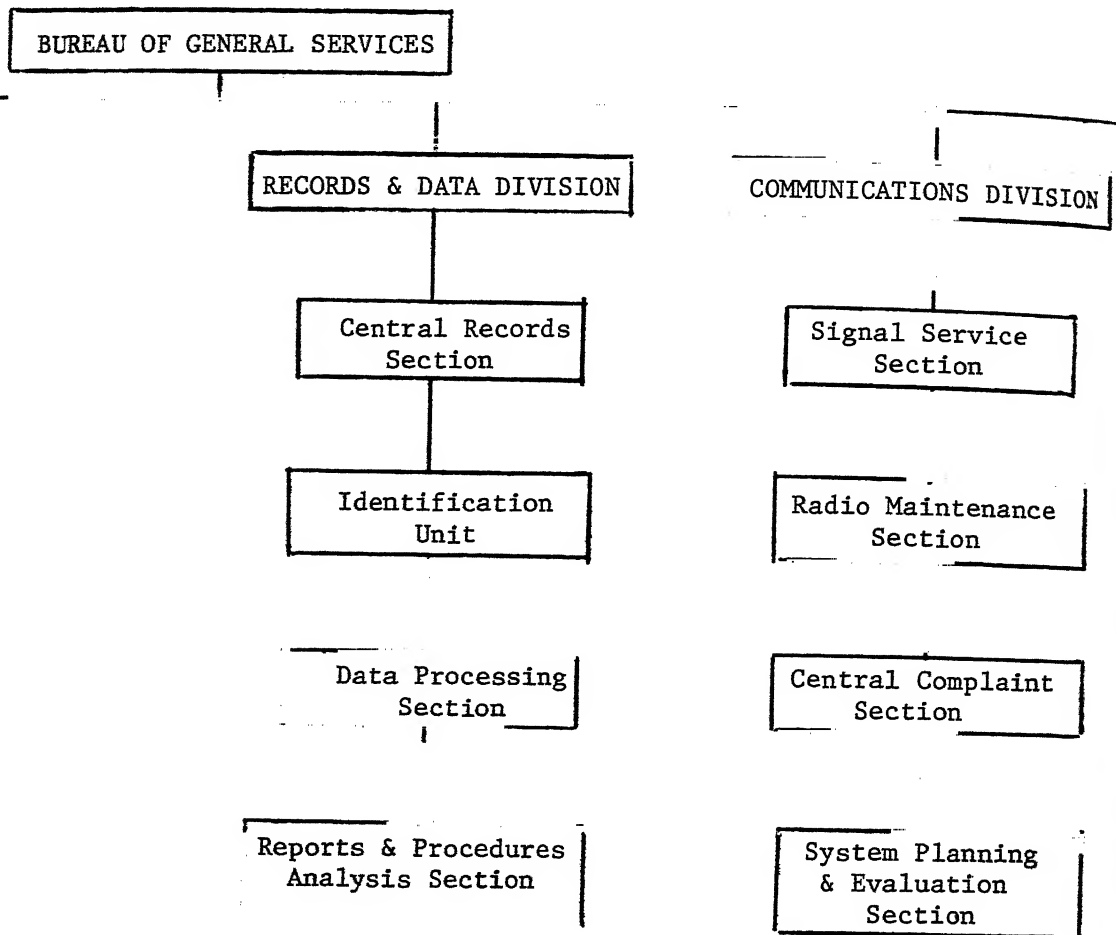 BUREAU OF GENERAL SERVICES
RECORDS & DATA DIVISION
Central Records
Section
Identification
Unit
Data Processing
Section
Reports & Procedures
Analysis Section
COMMUNICATIONS DIVISION
Signal Service
Section
Radio Maintenance
Section
Central Complaint
Section
System Planning
& Evaluation
Section